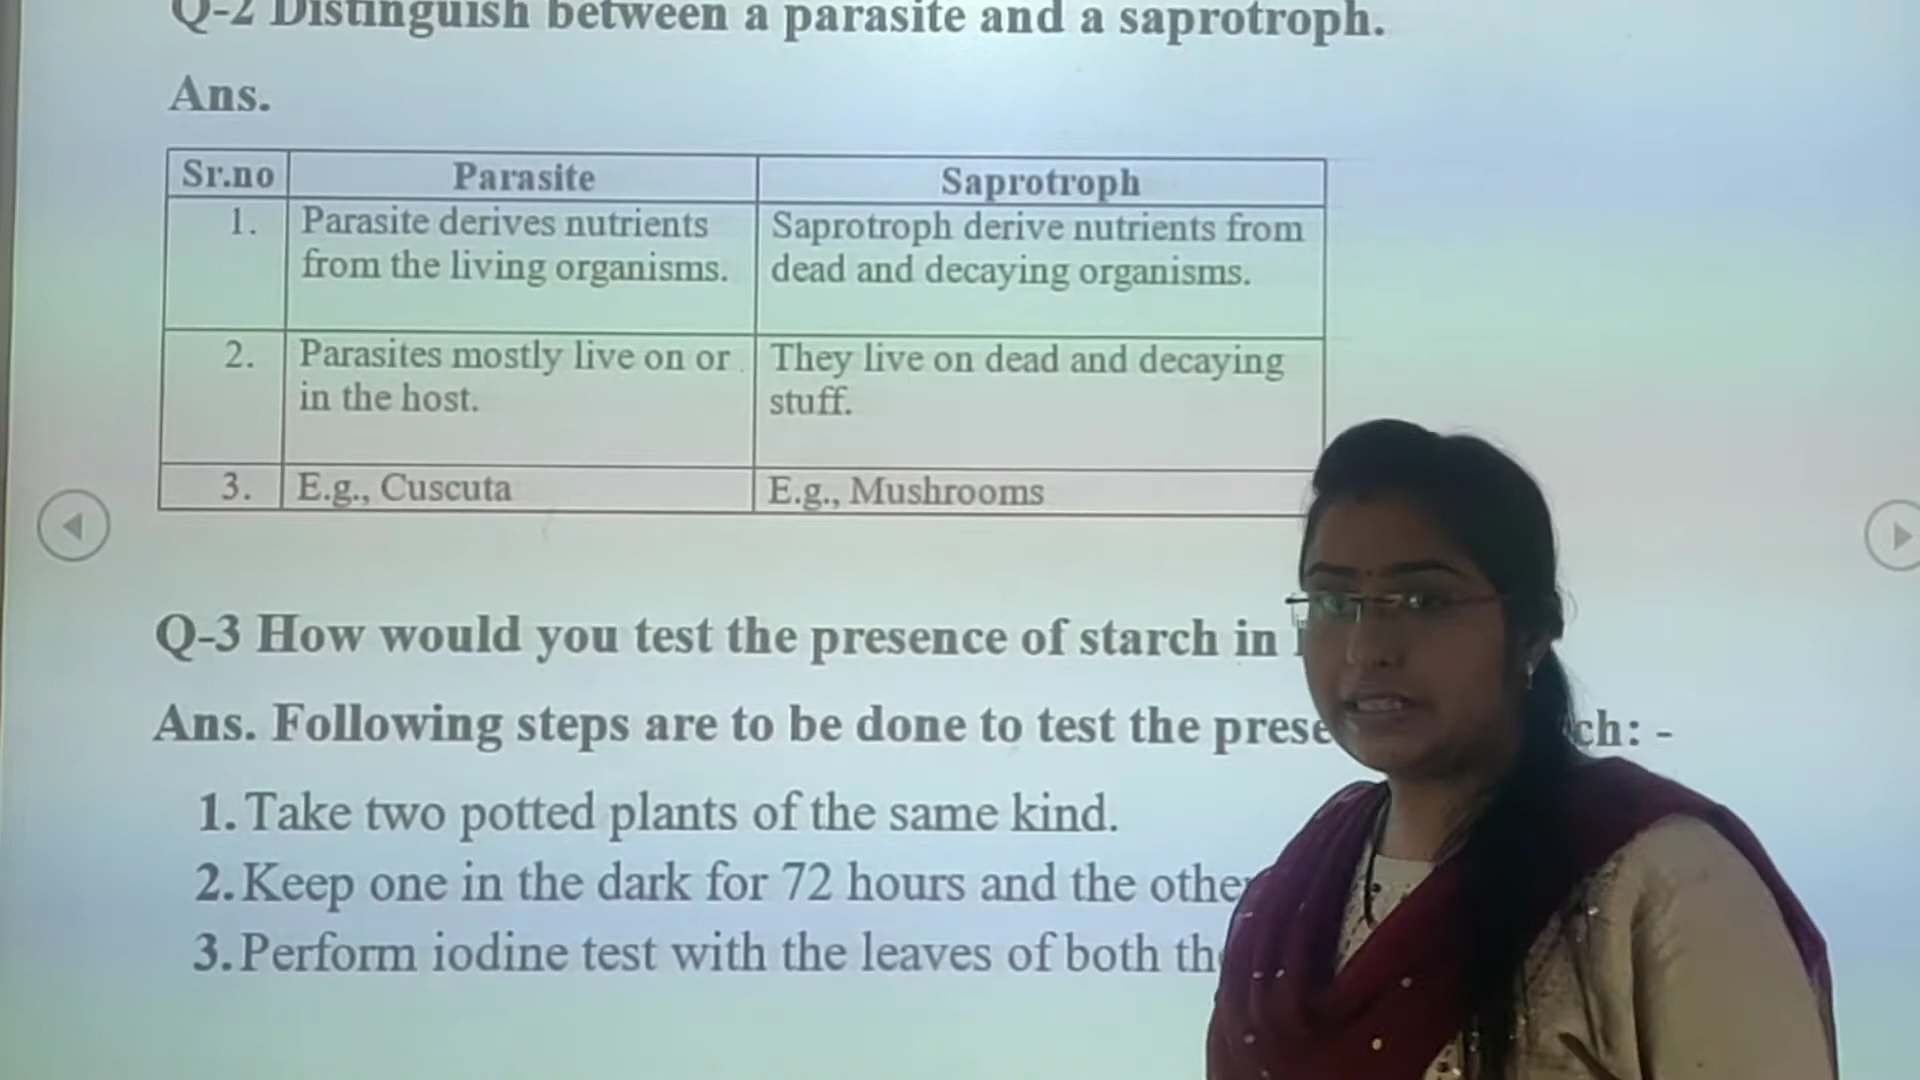 Q-2 Distinguish between a parasite and a saprotroph.
Ans.
Sr.no Parasite Saprotroph
1. Parasite derives nutrients Saprotroph derive nutrients from
from the living organisms. dead and decaying organisms.
2. Parasites mostly live on or They live on dead and decaying
in the host. stuff.
3. E.g., Cuscuta E.g., Mushrooms
Q-3 How would you test the presence of starch in
Ans. Following steps are to be done to test the : -
1. Take two potted plants of the same kind.
2. Keep one in the dark for 72 hours and the
3. Perform iodine test with the leaves of both